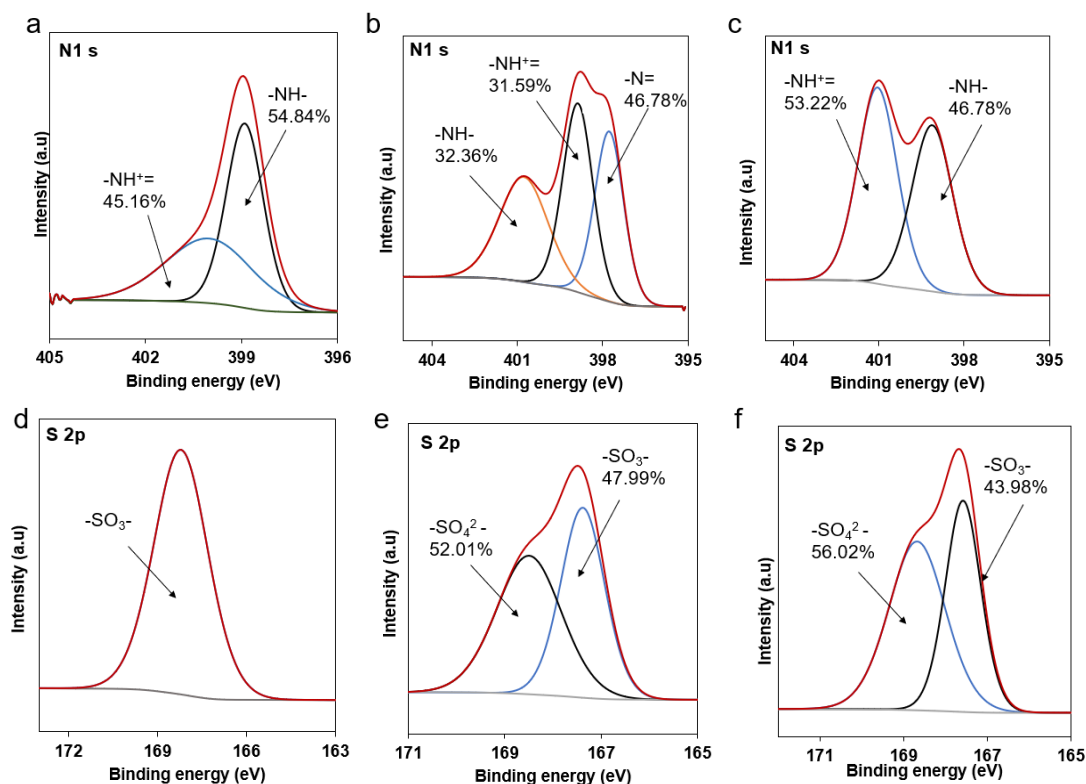 a
N1 s
-NH-
54.84%
-NH⁺=
45.16%
Intensity (a.u)
405 402 399 396
Binding energy (eV)
b
N1 s
-NH⁺=
31.59%
-N=
46.78%
-NH-
32.36%
Intensity (a.u)
404 401 398 395
Binding energy (eV)
c
N1 s
-NH⁺=
53.22%
-NH-
46.78%
Intensity (a.u)
404 401 398 395
Binding energy (eV)
d
S 2p
-SO₃-
Intensity (a.u)
172 169 166 163
Binding energy (eV)
e
S 2p
-SO₃-
47.99%
-SO₄² -
52.01%
Intensity (a.u)
171 169 167 165
Binding energy (eV)
f
S 2p
-SO₃-
43.98%
-SO₄² -
56.02%
Intensity (a.u)
171 169 167 165
Binding energy (eV)